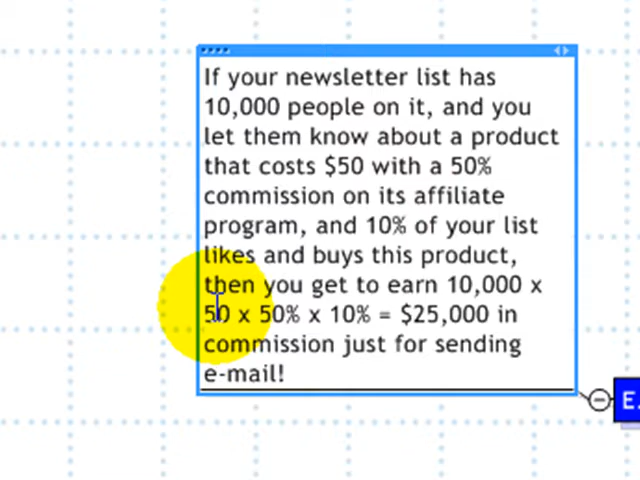 If your newsletter list has
10,000 people on it, and you
let them know about a product
that costs $50 with a 50%
commission on its affiliate
program, and 10% of your list
likes and buys this product,
then you get to earn 10,000 x
50 x 50% x 10% = $25,000 in
commission just for sending
e-mail!